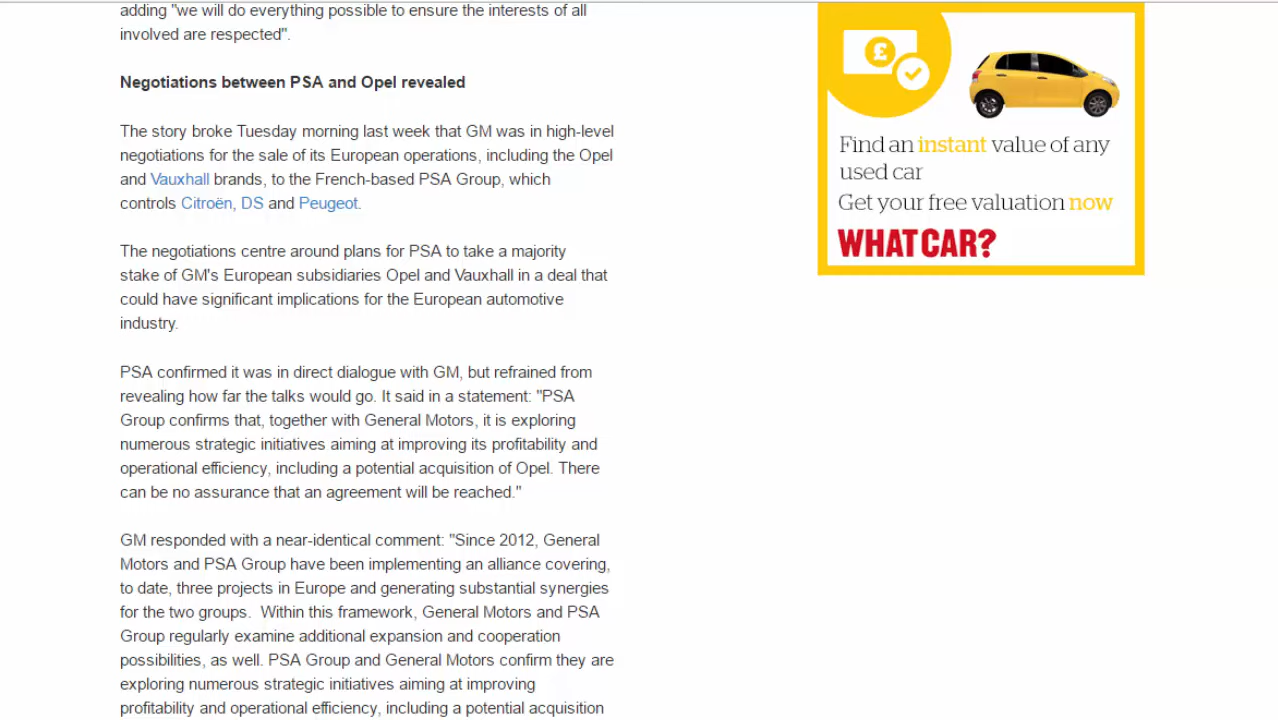 adding "we will do everything possible to ensure the interests of all
involved are respected".
Negotiations between PSA and Opel revealed
The story broke Tuesday morning last week that GM was in high-level
negotiations for the sale of its European operations, including the Opel
and Vauxhall brands, to the French-based PSA Group, which
controls Citroën, DS and Peugeot.
The negotiations centre around plans for PSA to take a majority
stake of GM's European subsidiaries Opel and Vauxhall in a deal that
could have significant implications for the European automotive
industry.
PSA confirmed it was in direct dialogue with GM, but refrained from
revealing how far the talks would go. It said in a statement: "PSA
Group confirms that, together with General Motors, it is exploring
numerous strategic initiatives aiming at improving its profitability and
operational efficiency, including a potential acquisition of Opel. There
can be no assurance that an agreement will be reached."
GM responded with a near-identical comment: "Since 2012, General
Motors and PSA Group have been implementing an alliance covering,
to date, three projects in Europe and generating substantial synergies
for the two groups.  Within this framework, General Motors and PSA
Group regularly examine additional expansion and cooperation
possibilities, as well. PSA Group and General Motors confirm they are
exploring numerous strategic initiatives aiming at improving
profitability and operational efficiency, including a potential acquisition
£
Find an instant value of any
used car
Get your free valuation now
WHATCAR?